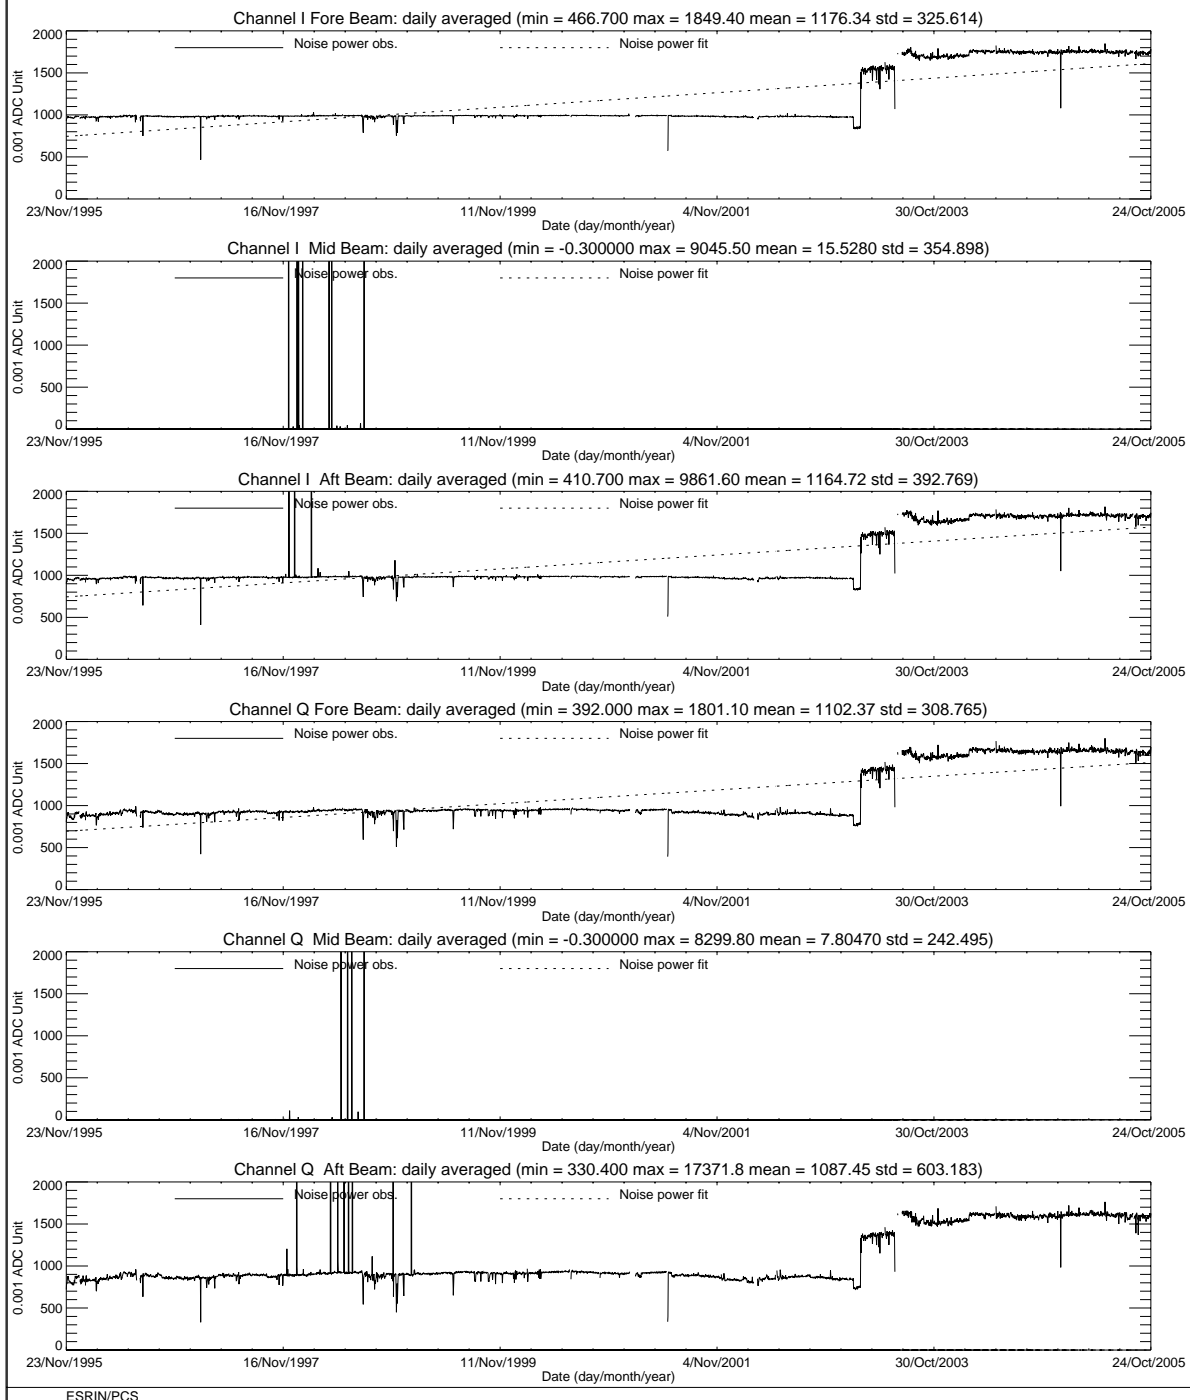 Channel I Fore Beam: daily averaged (min = 466.700 max = 1849.40 mean = 1176.34 std = 325.614)
2000
Noise power obs.
Noise power fit
1500
1000
500
0
0.001 ADC Unit
23/Nov/1995
16/Nov/1997
11/Nov/1999
4/Nov/2001
30/Oct/2003
24/Oct/2005
Date (day/month/year)
Channel I Mid Beam: daily averaged (min = -0.300000 max = 9045.50 mean = 15.5280 std = 354.898)
2000
Noise power obs.
Noise power fit
1500
1000
500
0
0.001 ADC Unit
23/Nov/1995
16/Nov/1997
11/Nov/1999
4/Nov/2001
30/Oct/2003
24/Oct/2005
Date (day/month/year)
Channel I Aft Beam: daily averaged (min = 410.700 max = 9861.60 mean = 1164.72 std = 392.769)
2000
Noise power obs.
Noise power fit
1500
1000
500
0
0.001 ADC Unit
23/Nov/1995
16/Nov/1997
11/Nov/1999
4/Nov/2001
30/Oct/2003
24/Oct/2005
Date (day/month/year)
Channel Q Fore Beam: daily averaged (min = 392.000 max = 1801.10 mean = 1102.37 std = 308.765)
2000
Noise power obs.
Noise power fit
1500
1000
500
0
0.001 ADC Unit
23/Nov/1995
16/Nov/1997
11/Nov/1999
4/Nov/2001
30/Oct/2003
24/Oct/2005
Date (day/month/year)
Channel Q Mid Beam: daily averaged (min = -0.300000 max = 8299.80 mean = 7.80470 std = 242.495)
2000
Noise power obs.
Noise power fit
1500
1000
500
0
0.001 ADC Unit
23/Nov/1995
16/Nov/1997
11/Nov/1999
4/Nov/2001
30/Oct/2003
24/Oct/2005
Date (day/month/year)
Channel Q Aft Beam: daily averaged (min = 330.400 max = 17371.8 mean = 1087.45 std = 603.183)
2000
Noise power obs.
Noise power fit
1500
1000
500
0
0.001 ADC Unit
23/Nov/1995
16/Nov/1997
11/Nov/1999
4/Nov/2001
30/Oct/2003
24/Oct/2005
Date (day/month/year)
ESRIN/PCS